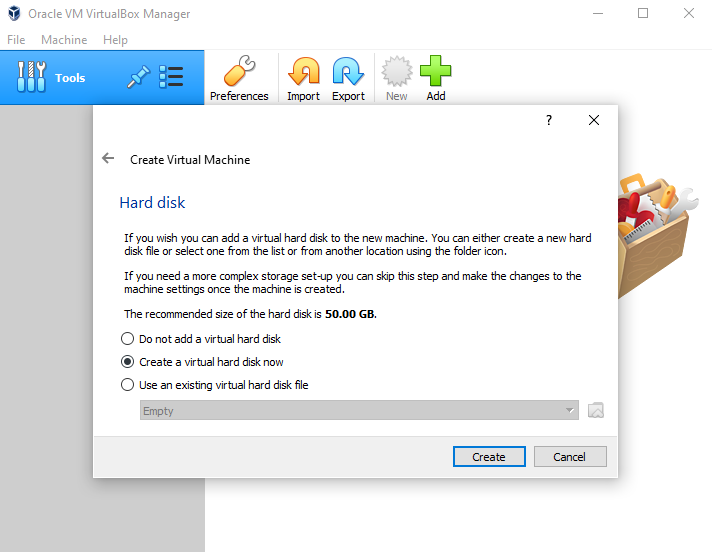 Oracle VM VirtualBox Manager
File Machine Help
Tools
Preferences Import Export New Add
?
Create Virtual Machine
Hard disk
If you wish you can add a virtual hard disk to the new machine. You can either create a new hard
disk file or select one from the list or from another location using the folder icon.
If you need a more complex storage set-up you can skip this step and make the changes to the
machine settings once the machine is created.
The recommended size of the hard disk is 50.00 GB.
Do not add a virtual hard disk
Create a virtual hard disk now
Use an existing virtual hard disk file
Empty
Create Cancel